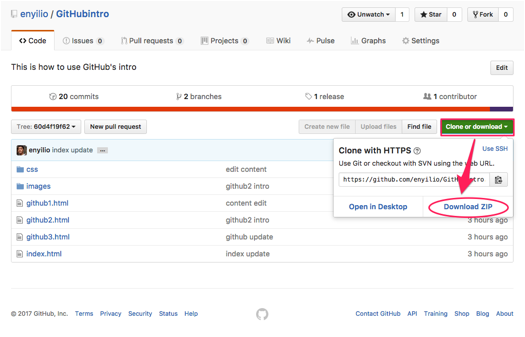 enyilio / GitHubintro
Unwatch 1 Star 0 Fork 0
Code Issues 0 Pull requests 0 Projects 0 Wiki Pulse Graphs Settings
This is how to use GitHub's intro Edit
20 commits 2 branches 1 release 1 contributor
Tree: 60d4f19f62 New pull request Create new file Upload files Find file Clone or download
enyilio index update
Clone with HTTPS Use SSH
Use Git or checkout with SVN using the web URL.
https://github.com/enyilio/GitHubintro
Open in Desktop Download ZIP
css edit content
images github2 intro
github1.html content edit
github2.html github2 intro 3 hours ago
github3.html github update 3 hours ago
index.html index update 3 hours ago
© 2017 GitHub, Inc. Terms Privacy Security Status Help Contact GitHub API Training Shop Blog About